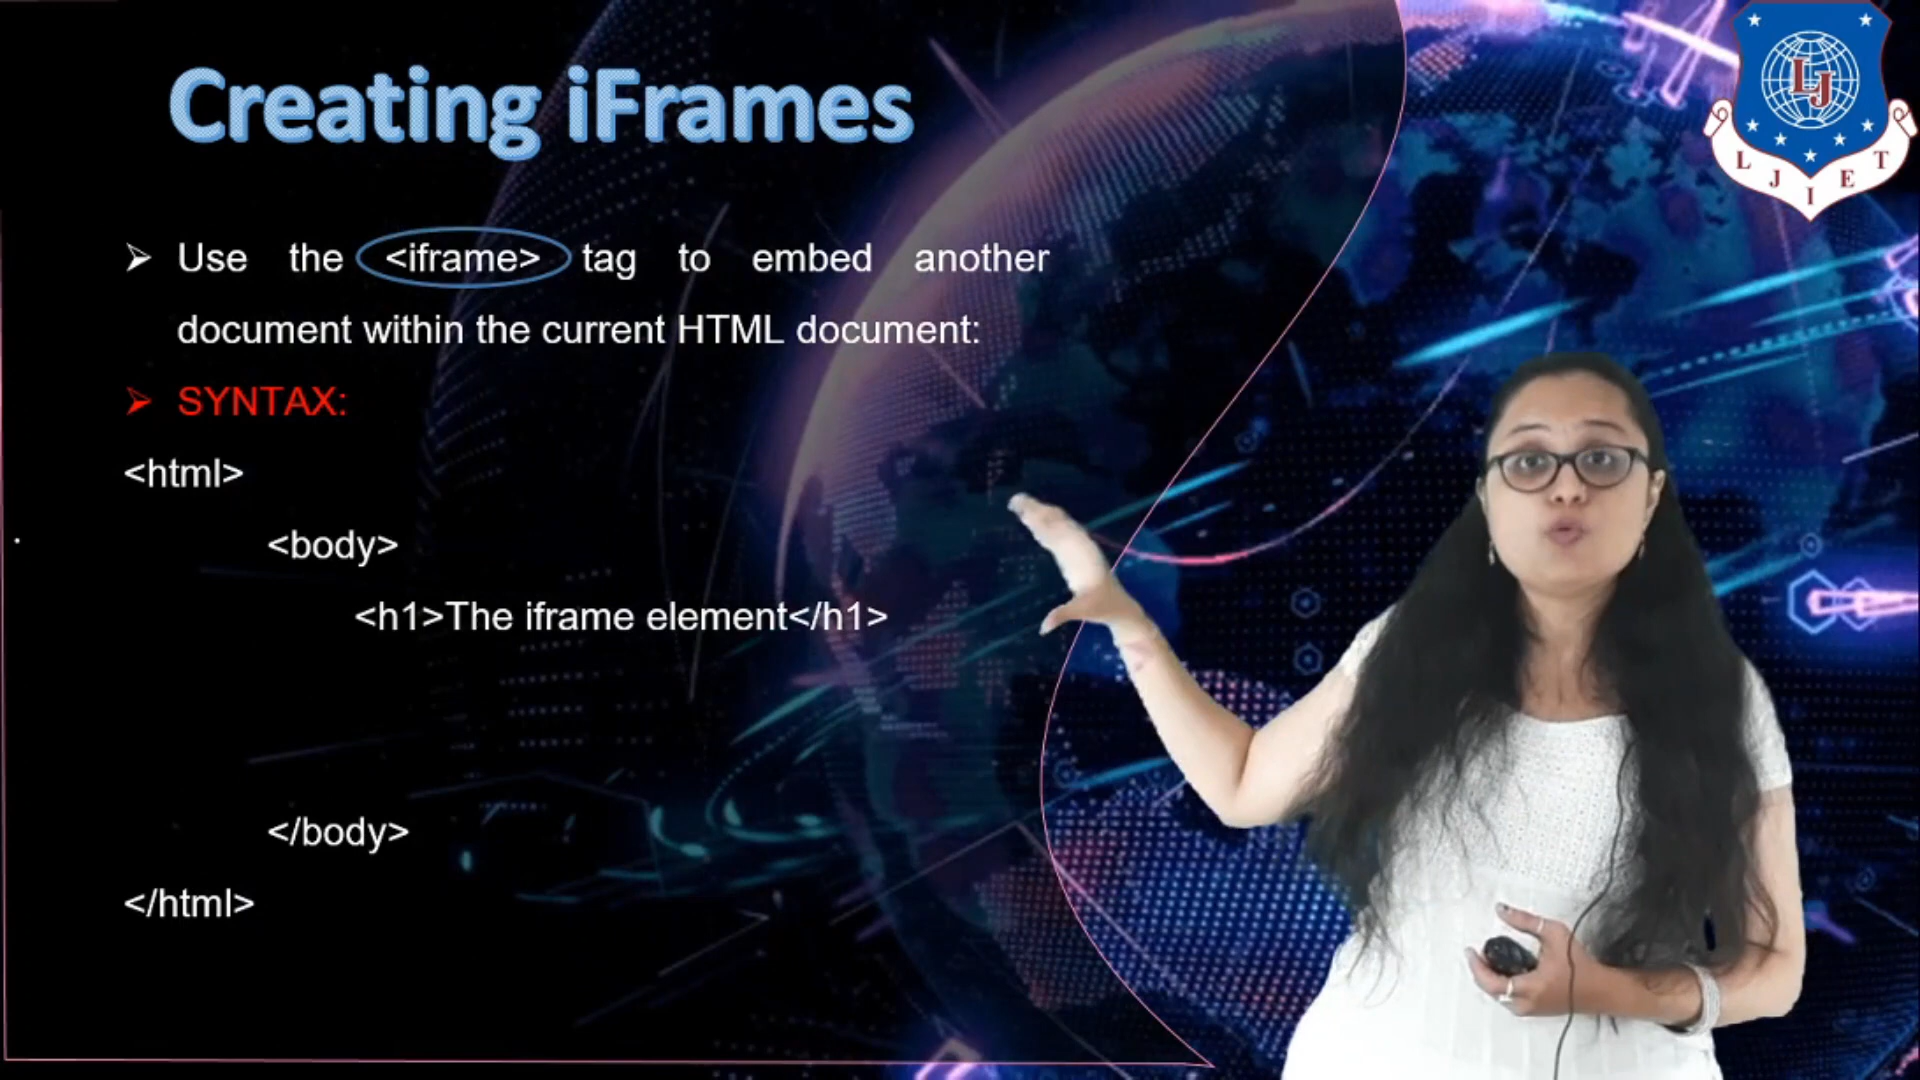 Creating iFrames
LJ
L J I E T
➢ Use the <iframe> tag to embed another
document within the current HTML document:
➢ SYNTAX:
<html>
<body>
<h1>The iframe element</h1>
</body>
</html>